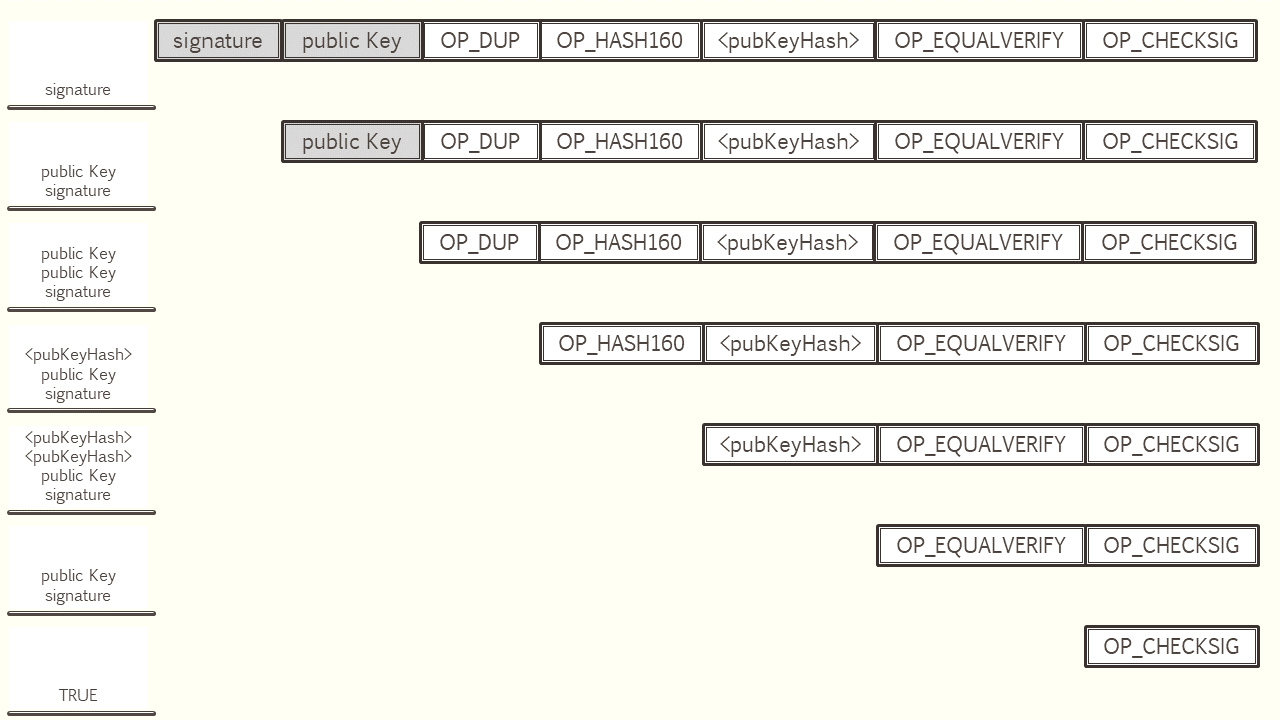 signature public Key OP_DUP OP_HASH160 <pubKeyHash> OP_EQUALVERIFY OP_CHECKSIG
signature
public Key OP_DUP OP_HASH160 <pubKeyHash> OP_EQUALVERIFY OP_CHECKSIG
public Key
signature
OP_DUP OP_HASH160 <pubKeyHash> OP_EQUALVERIFY OP_CHECKSIG
public Key
public Key
signature
OP_HASH160 <pubKeyHash> OP_EQUALVERIFY OP_CHECKSIG
<pubKeyHash>
public Key
signature
<pubKeyHash> OP_EQUALVERIFY OP_CHECKSIG
<pubKeyHash>
<pubKeyHash>
public Key
signature
OP_EQUALVERIFY OP_CHECKSIG
public Key
signature
OP_CHECKSIG
TRUE